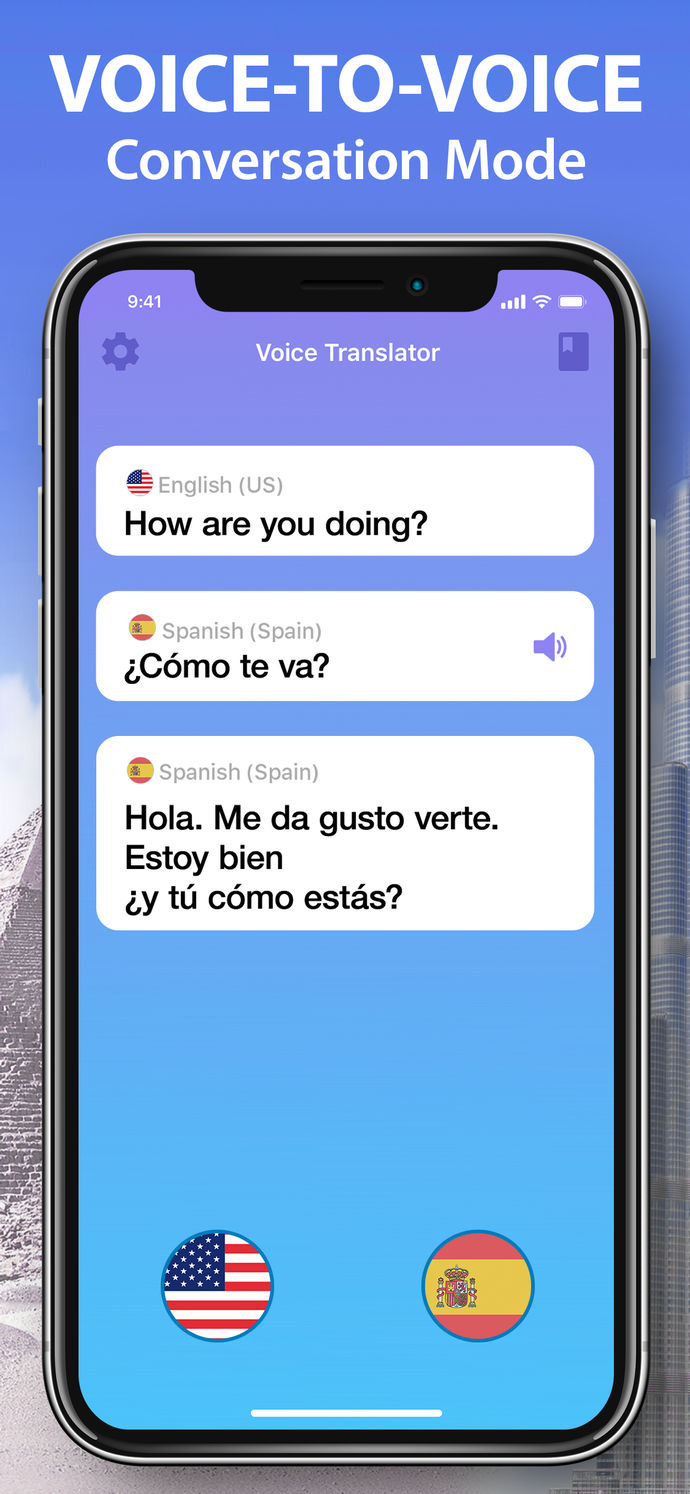 VOICE-TO-VOICE
Conversation Mode
9:41
Voice Translator
English (US)
How are you doing?
Spanish (Spain)
¿Cómo te va?
Spanish (Spain)
Hola. Me da gusto verte.
Estoy bien
¿y tú cómo estás?